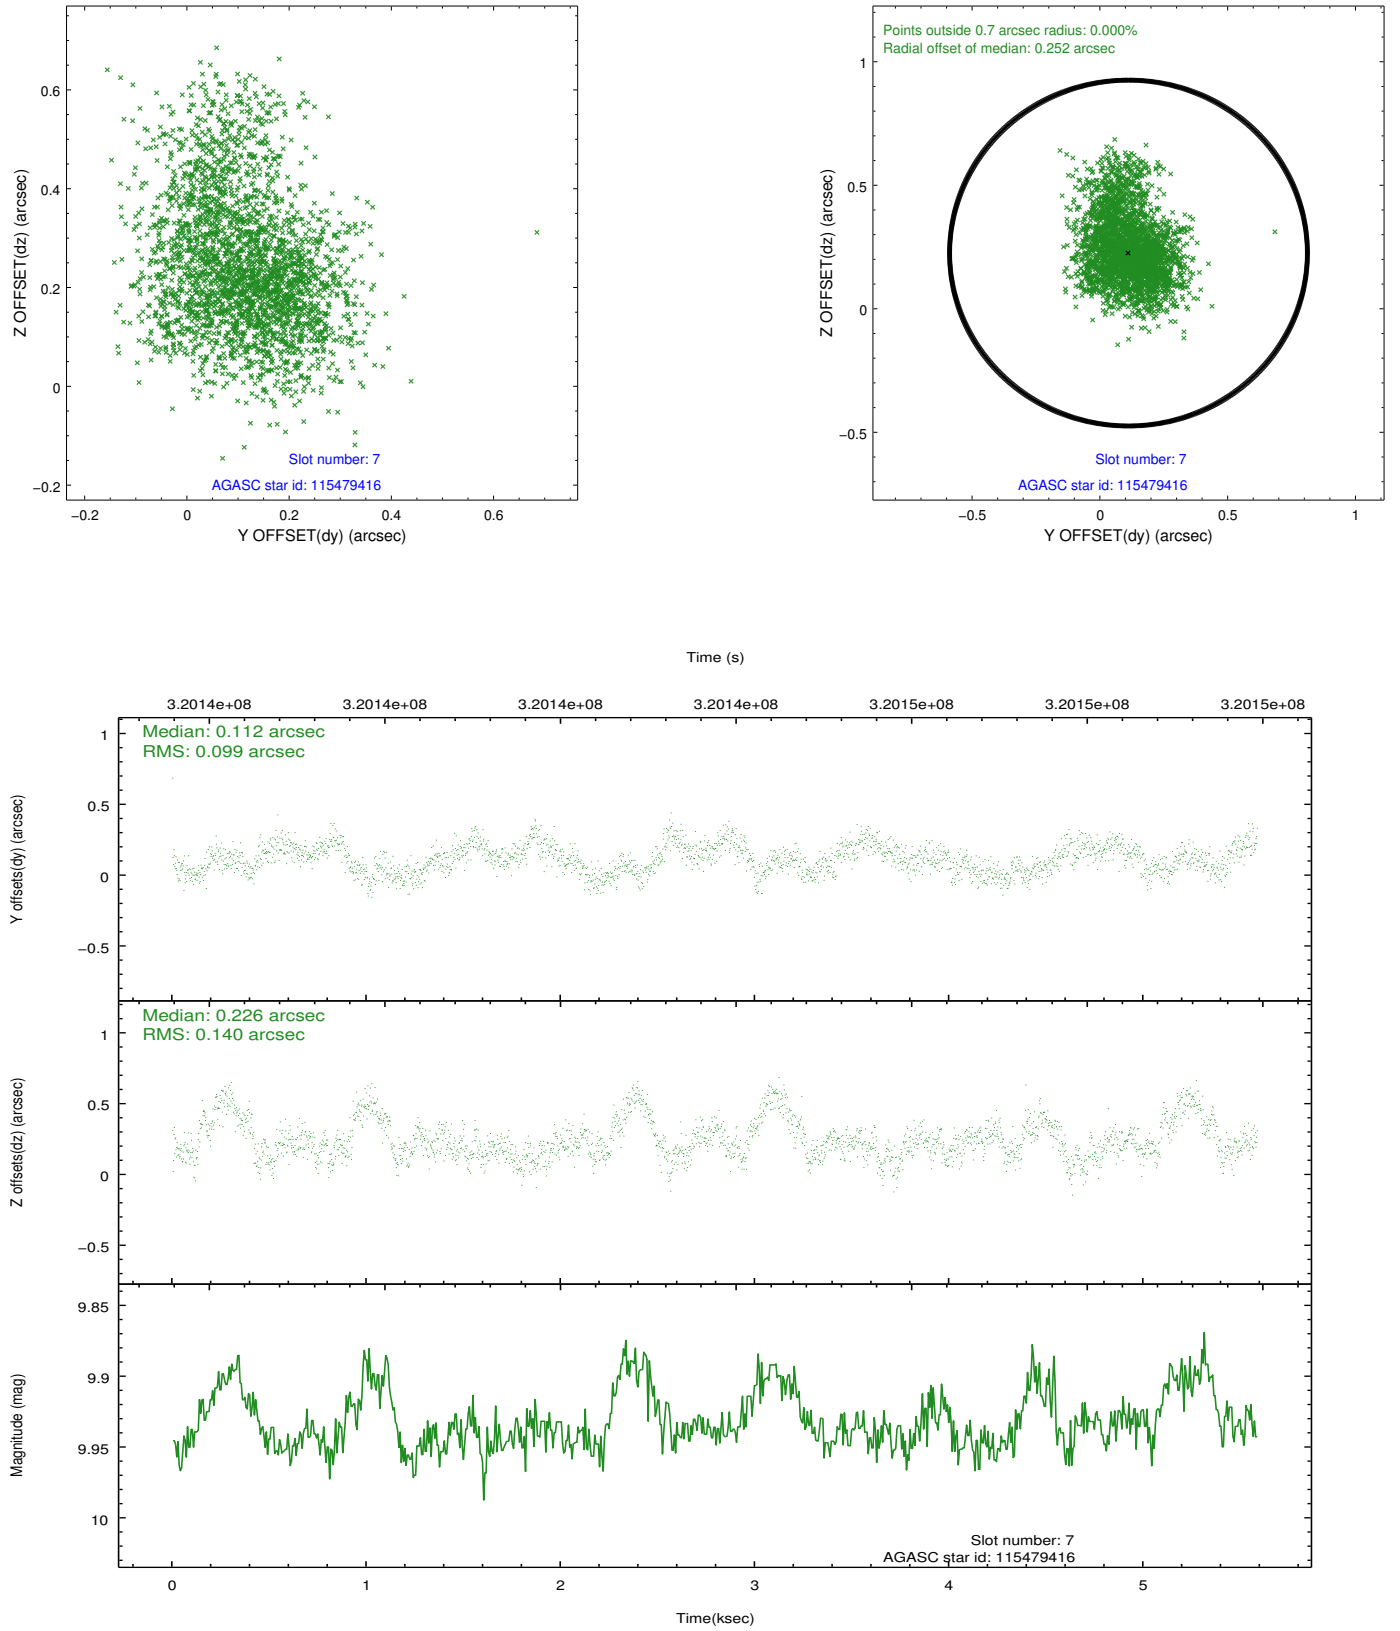 0.6
0.4
0.2
0
−0.2
−0.2
0
0.2
0.4
0.6
Z OFFSET(dz) (arcsec)
Y OFFSET(dy) (arcsec)
Slot number: 7
AGASC star id: 115479416
Points outside 0.7 arcsec radius: 0.000%
Radial offset of median: 0.252 arcsec
1
0.5
0
−0.5
−0.5
0
0.5
1
Z OFFSET(dz) (arcsec)
Y OFFSET(dy) (arcsec)
Slot number: 7
AGASC star id: 115479416
Time (s)
3.2014e+08
3.2014e+08
3.2014e+08
3.2014e+08
3.2015e+08
3.2015e+08
3.2015e+08
Median: 0.112 arcsec
RMS: 0.099 arcsec
1
0.5
0
−0.5
Y offsets(dy) (arcsec)
Median: 0.226 arcsec
RMS: 0.140 arcsec
1
0.5
0
−0.5
Z offsets(dz) (arcsec)
9.85
9.9
9.95
10
Magnitude (mag)
Slot number: 7
AGASC star id: 115479416
0
1
2
3
4
5
Time(ksec)